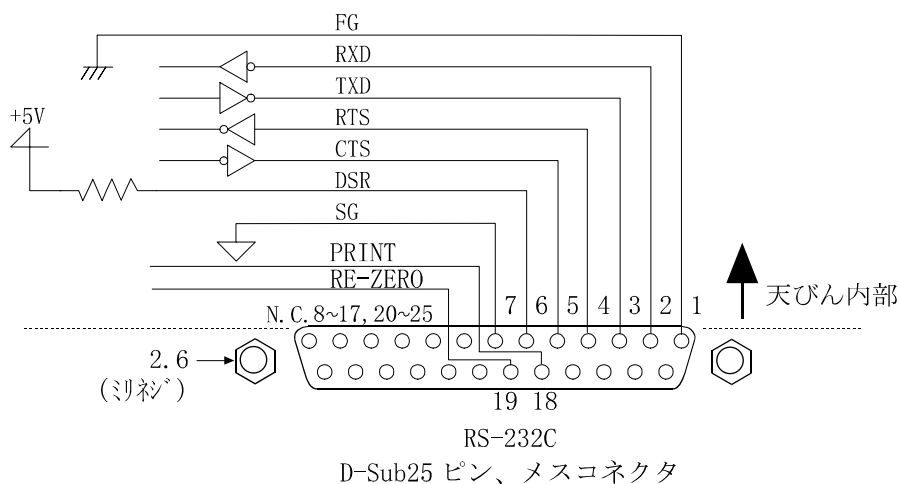 FG
RXD
TXD
+5V
RTS
CTS
DSR
SG
PRINT
RE-ZERO
N.C.8~17,20~25
7 6 5 4 3 2 1
天びん内部
2.6
(ミリネジ)
19 18
RS-232C
D-Sub25 ピン、メスコネクタ